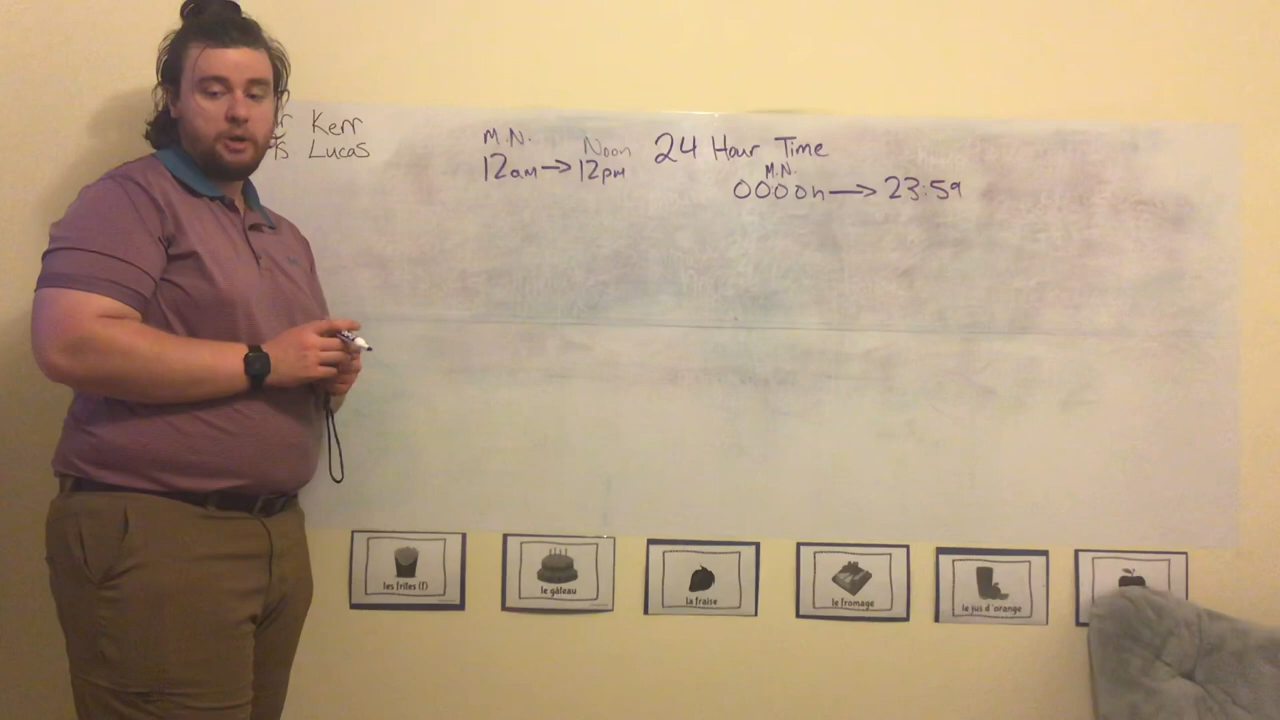 Kerr
Lucas
M.N. Noon
12am → 12pm
24 Hour Time
M.N.
0000h → 23:59
les frites (f)
le gâteau
la fraise
le fromage
le jus d'orange